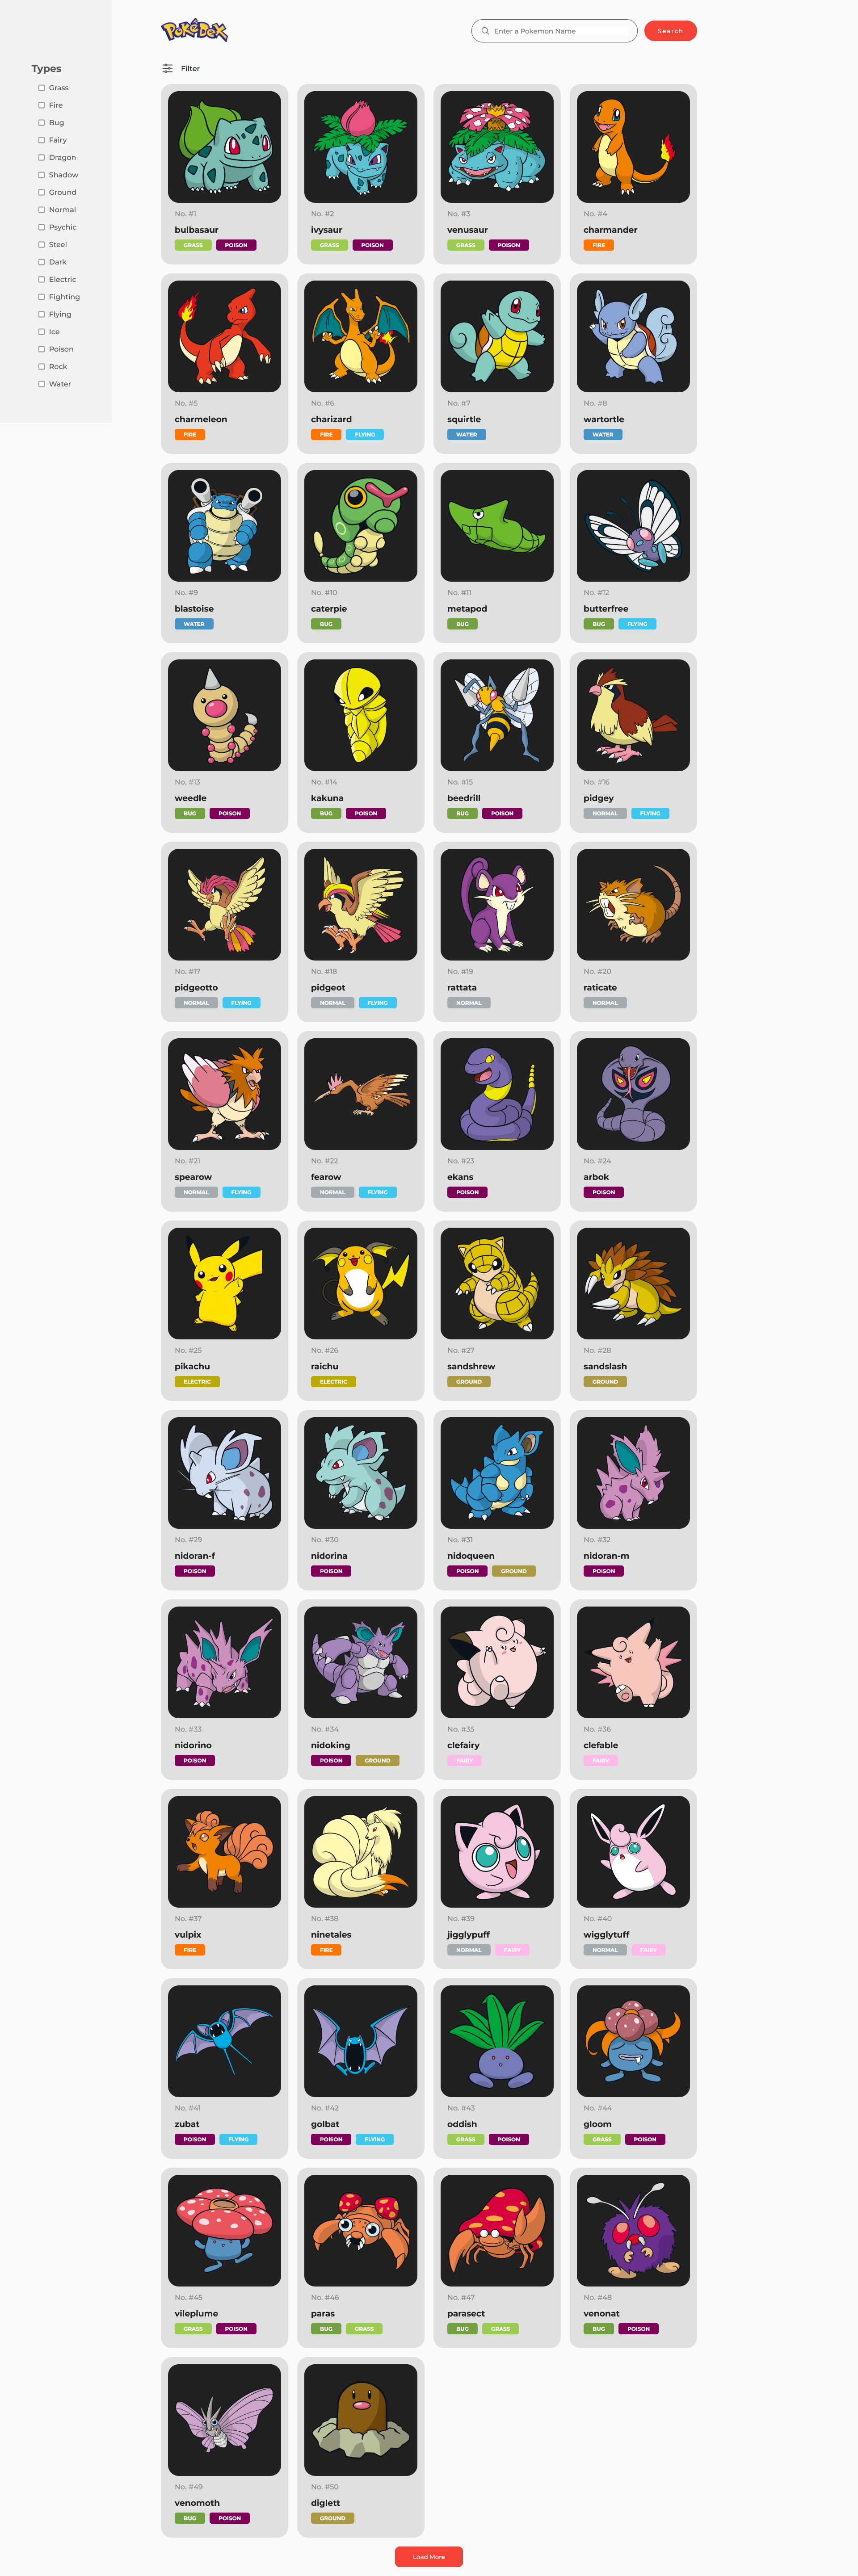 PokéDex
Enter a Pokemon Name
Search
Types
Grass
Fire
Bug
Fairy
Dragon
Shadow
Ground
Normal
Psychic
Steel
Dark
Electric
Fighting
Flying
Ice
Poison
Rock
Water
Filter
No. #1
bulbasaur
GRASS POISON
No. #2
ivysaur
GRASS POISON
No. #3
venusaur
GRASS POISON
No. #4
charmander
FIRE
No. #5
charmeleon
FIRE
No. #6
charizard
FIRE FLYING
No. #7
squirtle
WATER
No. #8
wartortle
WATER
No. #9
blastoise
WATER
No. #10
caterpie
BUG
No. #11
metapod
BUG
No. #12
butterfree
BUG FLYING
No. #13
weedle
BUG POISON
No. #14
kakuna
BUG POISON
No. #15
beedrill
BUG POISON
No. #16
pidgey
NORMAL FLYING
No. #17
pidgeotto
NORMAL FLYING
No. #18
pidgeot
NORMAL FLYING
No. #19
rattata
NORMAL
No. #20
raticate
NORMAL
No. #21
spearow
NORMAL FLYING
No. #22
fearow
NORMAL FLYING
No. #23
ekans
POISON
No. #24
arbok
POISON
No. #25
pikachu
ELECTRIC
No. #26
raichu
ELECTRIC
No. #27
sandshrew
GROUND
No. #28
sandslash
GROUND
No. #29
nidoran-f
POISON
No. #30
nidorina
POISON
No. #31
nidoqueen
POISON GROUND
No. #32
nidoran-m
POISON
No. #33
nidorino
POISON
No. #34
nidoking
POISON GROUND
No. #35
clefairy
FAIRY
No. #36
clefable
FAIRY
No. #37
vulpix
FIRE
No. #38
ninetales
FIRE
No. #39
jigglypuff
NORMAL FAIRY
No. #40
wigglytuff
NORMAL FAIRY
No. #41
zubat
POISON FLYING
No. #42
golbat
POISON FLYING
No. #43
oddish
GRASS POISON
No. #44
gloom
GRASS POISON
No. #45
vileplume
GRASS POISON
No. #46
paras
BUG GRASS
No. #47
parasect
BUG GRASS
No. #48
venonat
BUG POISON
No. #49
venomoth
BUG POISON
No. #50
diglett
GROUND
Load More